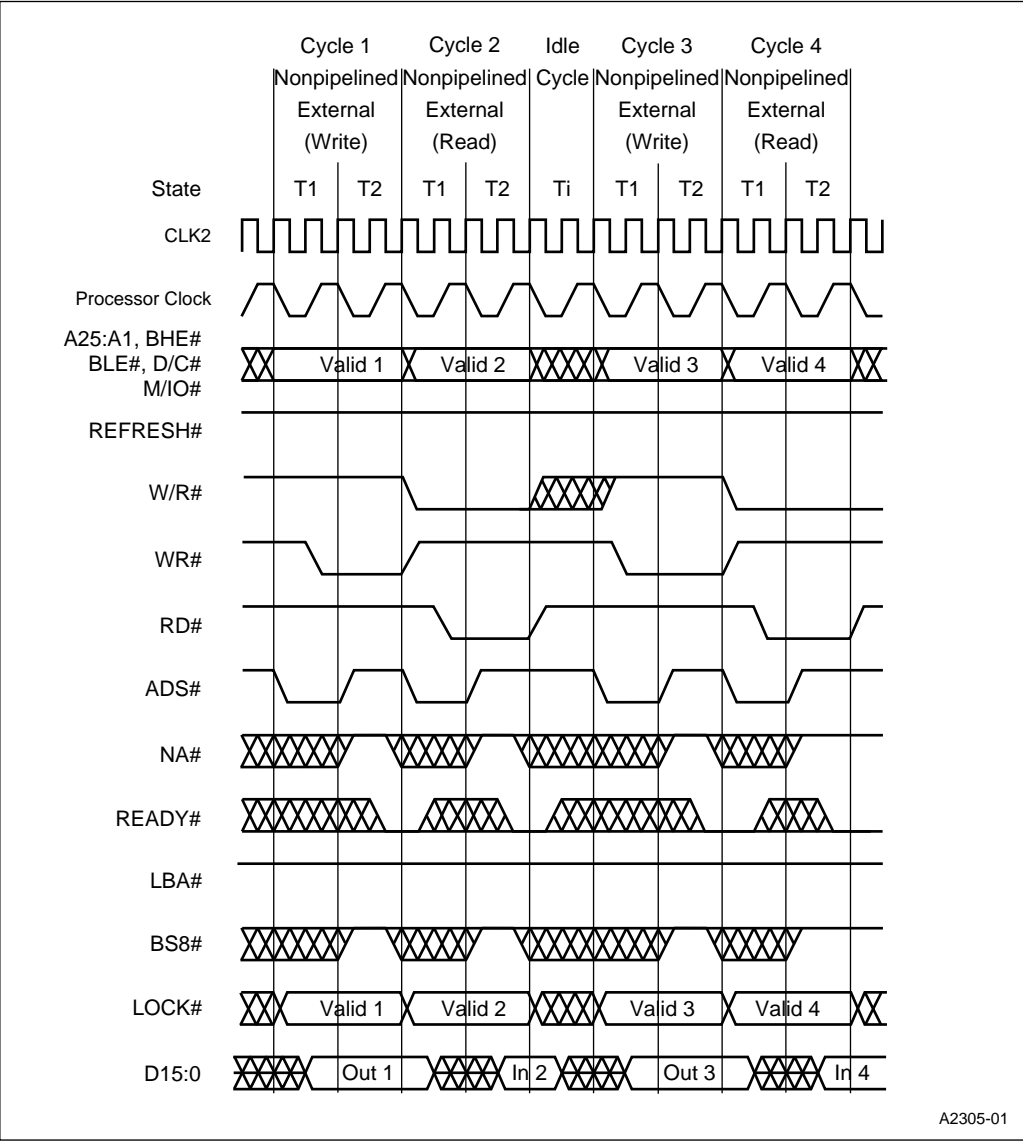 Cycle 1 Cycle 2 Idle Cycle 3 Cycle 4
Nonpipelined Nonpipelined Cycle Nonpipelined Nonpipelined
External External External External
(Write) (Read) (Write) (Read)
State T1 T2 T1 T2 Ti T1 T2 T1 T2
CLK2
Processor Clock
A25:A1, BHE#
BLE#, D/C# Valid 1 Valid 2 Valid 3 Valid 4
M/IO#
REFRESH#
W/R#
WR#
RD#
ADS#
NA#
READY#
LBA#
BS8#
LOCK# Valid 1 Valid 2 Valid 3 Valid 4
D15:0 Out 1 In 2 Out 3 In 4
A2305-01